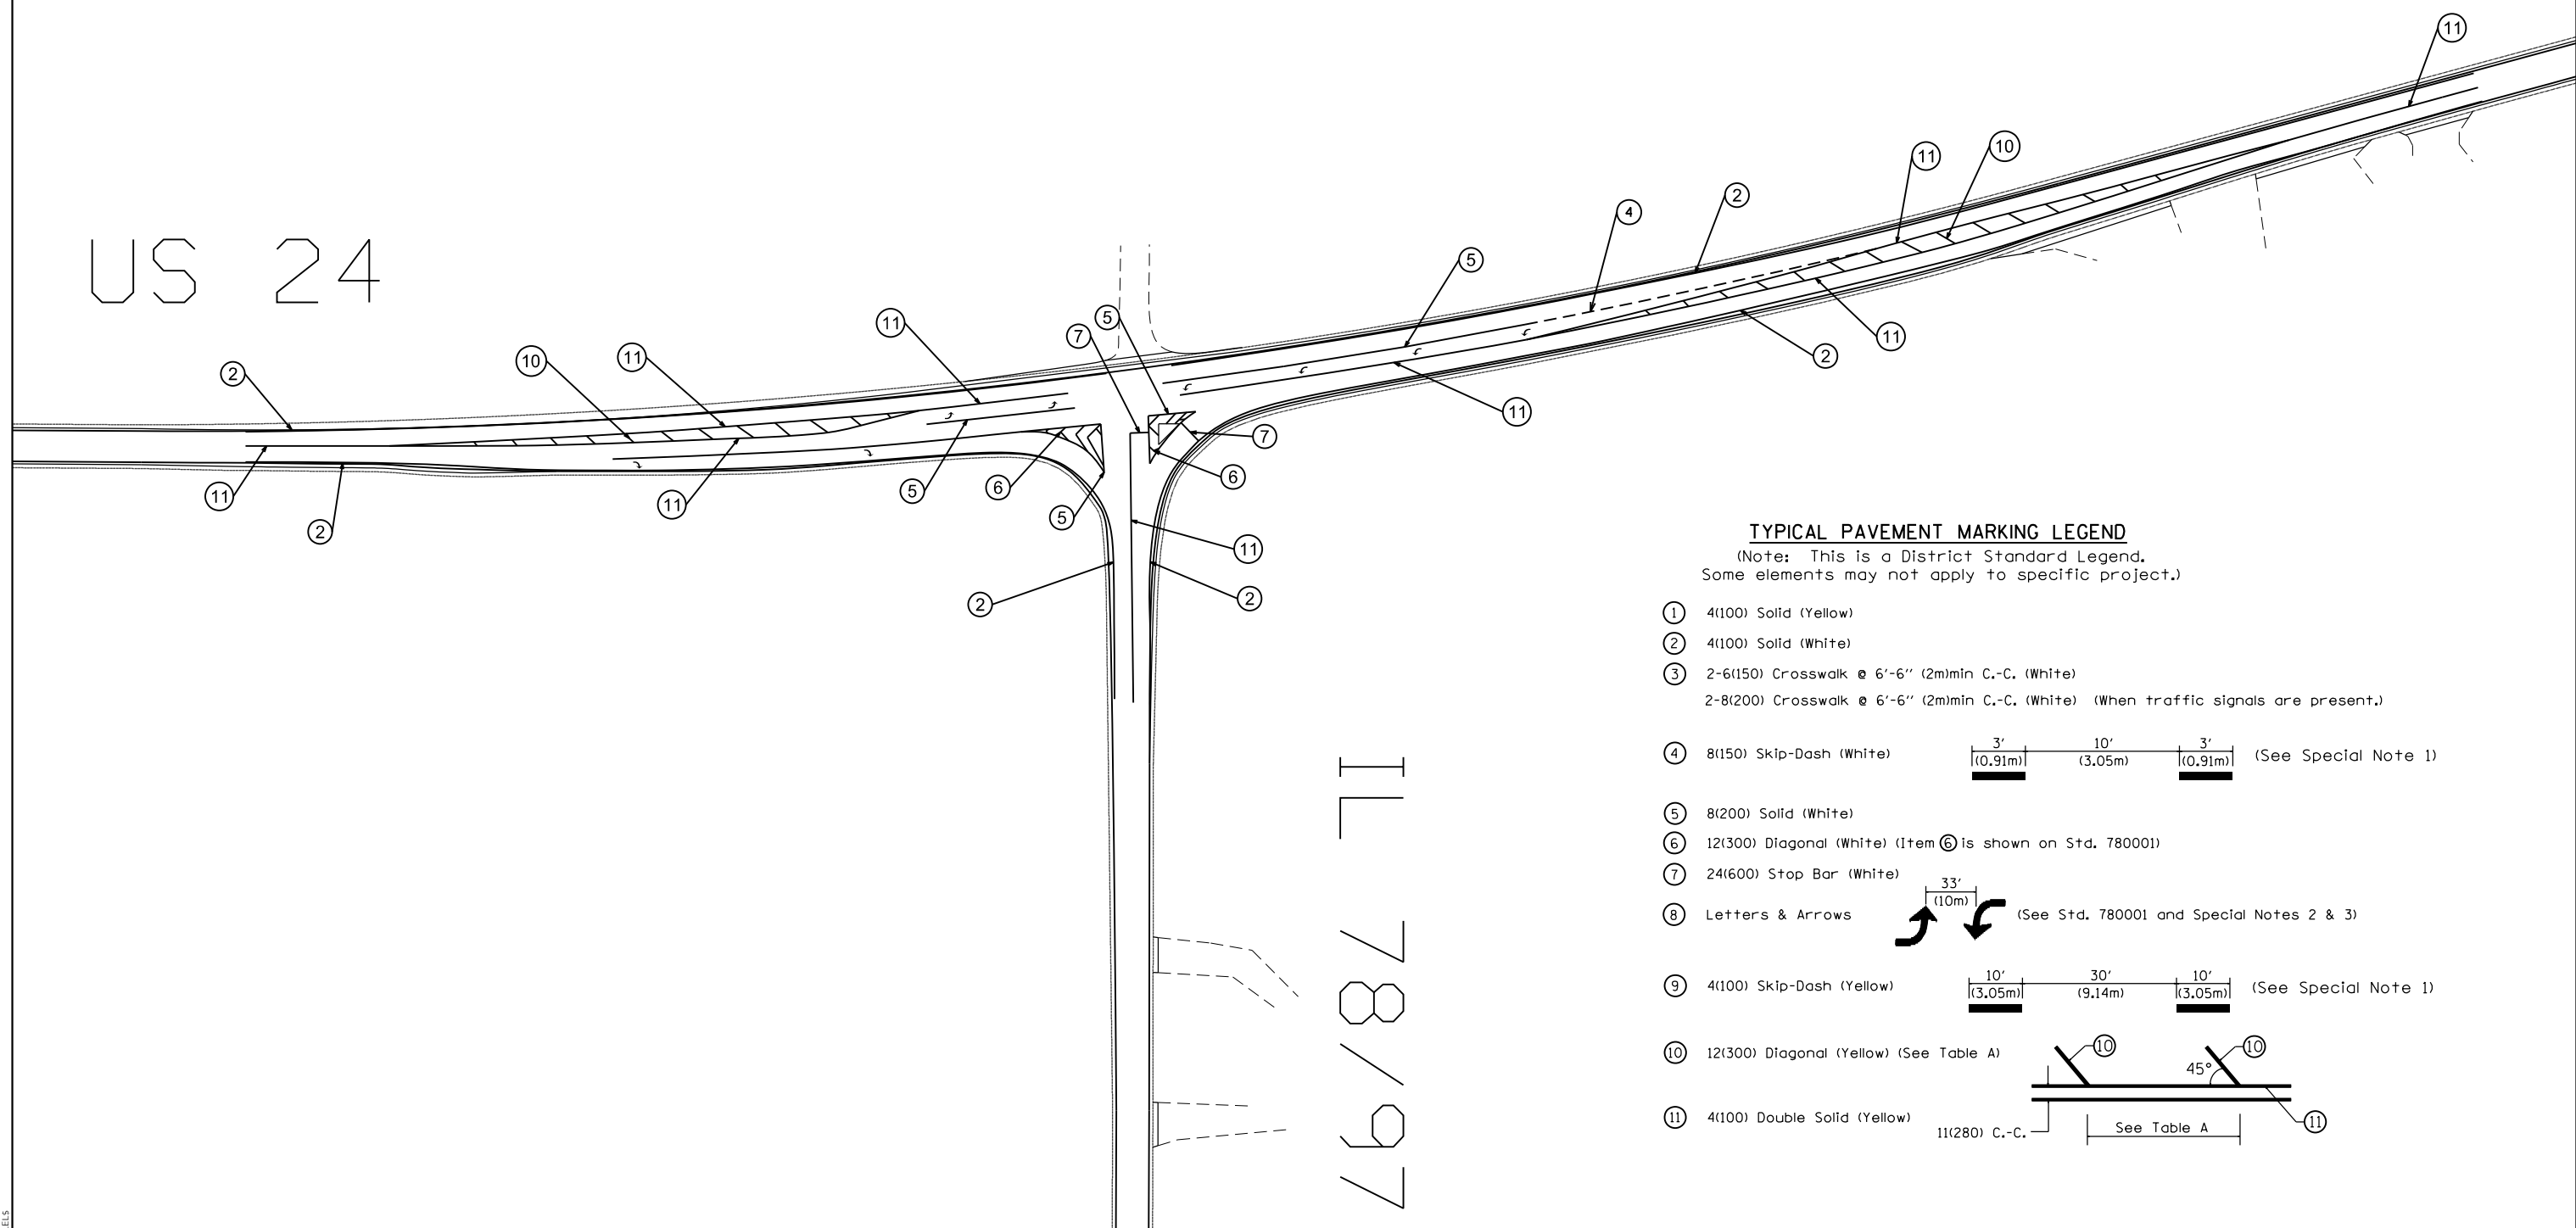 11
11
10
2
4
5
US 24
11
5
7
11
10
2
11
2
11
7
11
2
11
5
6
5
6
11
2
11
2
2
TYPICAL PAVEMENT MARKING LEGEND
(Note: This is a District Standard Legend.
Some elements may not apply to specific project.)
1 4(100) Solid (Yellow)
2 4(100) Solid (White)
3 2-6(150) Crosswalk @ 6'-6" (2m)min C.-C. (White)
2-8(200) Crosswalk @ 6'-6" (2m)min C.-C. (White) (When traffic signals are present.)
4 8(150) Skip-Dash (White) 3' 10' 3' (See Special Note 1)
(0.91m) (3.05m) (0.91m)
5 8(200) Solid (White)
6 12(300) Diagonal (White) (Item 6 is shown on Std. 780001)
7 24(600) Stop Bar (White)
33'
(10m)
8 Letters & Arrows (See Std. 780001 and Special Notes 2 & 3)
9 4(100) Skip-Dash (Yellow) 10' 30' 10' (See Special Note 1)
(3.05m) (9.14m) (3.05m)
10 12(300) Diagonal (Yellow) (See Table A) 10 10
45°
11 4(100) Double Solid (Yellow) 11
11(280) C.-C. See Table A
IL 78/97
ELS